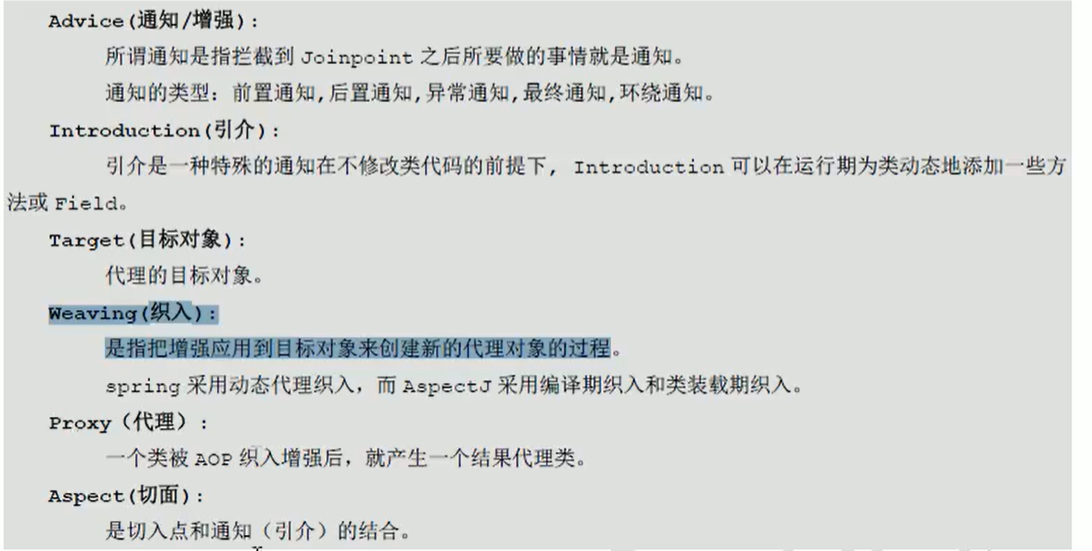 Advice(通知/增强):
所谓通知是指拦截到 Joinpoint 之后所要做的事情就是通知。
通知的类型：前置通知,后置通知,异常通知,最终通知,环绕通知。
Introduction(引介):
引介是一种特殊的通知在不修改类代码的前提下, Introduction 可以在运行期为类动态地添加一些方
法或 Field。
Target(目标对象):
代理的目标对象。
Weaving(织入):
是指把增强应用到目标对象来创建新的代理对象的过程。
spring 采用动态代理织入，而 AspectJ 采用编译期织入和类装载期织入。
Proxy（代理）:
一个类被 AOP 织入增强后，就产生一个结果代理类。
Aspect(切面):
是切入点和通知（引介）的结合。